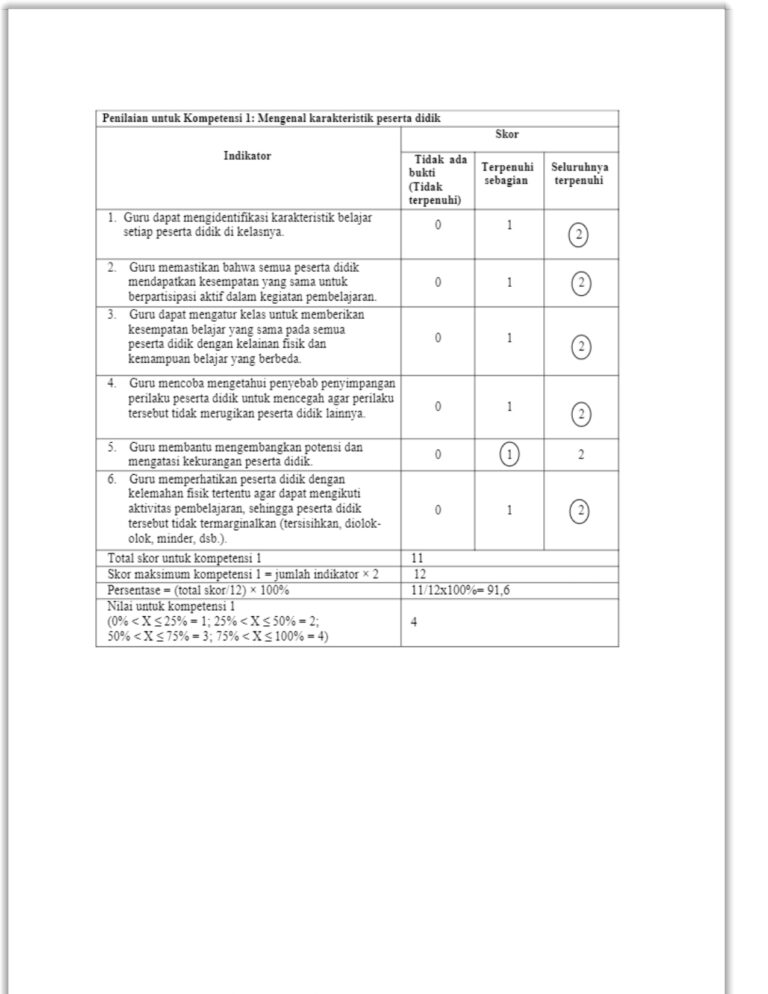 Penilaian untuk Kompetensi 1: Mengenal karakteristik peserta didik
Indikator
Skor
Tidak ada
bukti
(Tidak
terpenuhi)
Terpenuhi
sebagian
Seluruhnya
terpenuhi
1. Guru dapat mengidentifikasi karakteristik belajar
setiap peserta didik di kelasnya.
0
1
2
2. Guru memastikan bahwa semua peserta didik
mendapatkan kesempatan yang sama untuk
berpartisipasi aktif dalam kegiatan pembelajaran.
0
1
2
3. Guru dapat mengatur kelas untuk memberikan
kesempatan belajar yang sama pada semua
peserta didik dengan kelainan fisik dan
kemampuan belajar yang berbeda.
0
1
2
4. Guru mencoba mengetahui penyebab penyimpangan
perilaku peserta didik untuk mencegah agar perilaku
tersebut tidak merugikan peserta didik lainnya.
0
1
2
5. Guru membantu mengembangkan potensi dan
mengatasi kekurangan peserta didik.
0
1
2
6. Guru memperhatikan peserta didik dengan
kelemahan fisik tertentu agar dapat mengikuti
aktivitas pembelajaran, sehingga peserta didik
tersebut tidak termarginalkan (tersisihkan, diolok-
olok, minder, dsb.).
0
1
2
Total skor untuk kompetensi 1
11
Skor maksimum kompetensi 1 = jumlah indikator × 2
12
Persentase = (total skor/12) × 100%
11/12x100%= 91,6
Nilai untuk kompetensi 1
(0% < X ≤ 25% = 1; 25% < X ≤ 50% = 2;
50% < X ≤ 75% = 3; 75% < X ≤ 100% = 4)
4